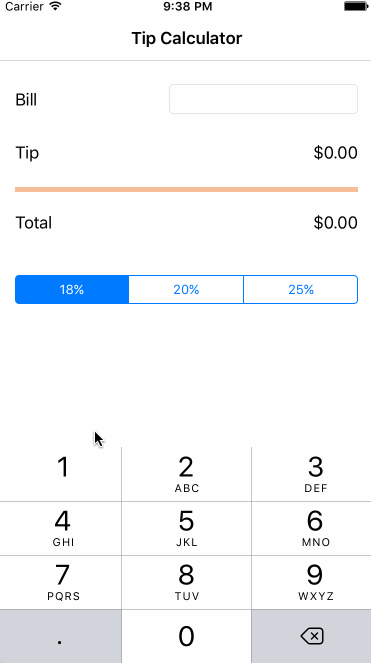 Carrier 9:38 PM
Tip Calculator
Bill
Tip $0.00
Total $0.00
18% 20% 25%
1 2 3
ABC DEF
4 5 6
GHI JKL MNO
7 8 9
PQRS TUV WXYZ
. 0